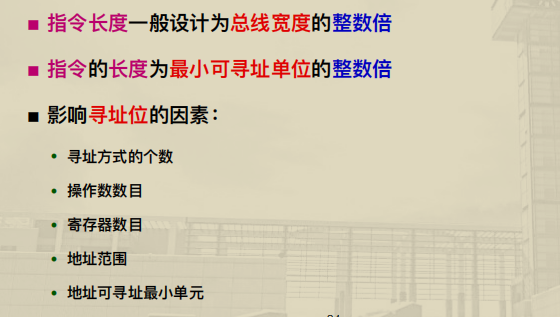 指令长度一般设计为总线宽度的整数倍
指令的长度为最小可寻址单位的整数倍
影响寻址位的因素：
寻址方式的个数
操作数数目
寄存器数目
地址范围
地址可寻址最小单元